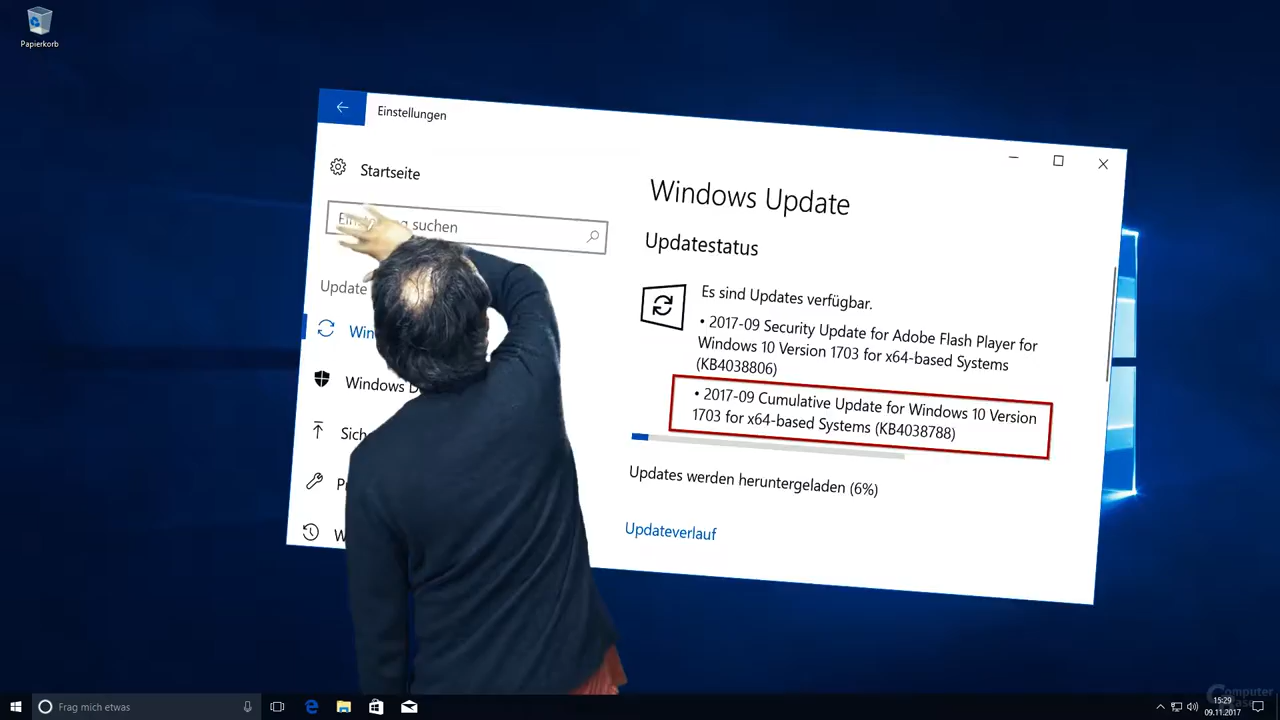 Papierkorb
Einstellungen
Startseite
suchen
Update
Windows
Sich
W
Windows Update
Updatestatus
Es sind Updates verfügbar.
• 2017-09 Security Update for Adobe Flash Player for
Windows 10 Version 1703 for x64-based Systems
(KB4038806)
• 2017-09 Cumulative Update for Windows 10 Version
1703 for x64-based Systems (KB4038788)
Updates werden heruntergeladen (6%)
Updateverlauf
Frag mich etwas
15:29
09.11.2017